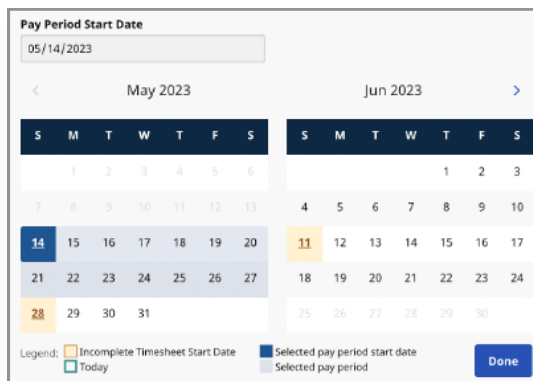 Pay Period Start Date
05/14/2023
May 2023 Jun 2023
S M T W T F S S M T W T F S
1 2 3 4 5 6 1 2 3
7 8 9 10 11 12 13 4 5 6 7 8 9 10
14 15 16 17 18 19 20 11 12 13 14 15 16 17
21 22 23 24 25 26 27 18 19 20 21 22 23 24
28 29 30 31 25 26 27 28 29 30
Legend: Incomplete Timesheet Start Date Selected pay period start date
Today Selected pay period
Done